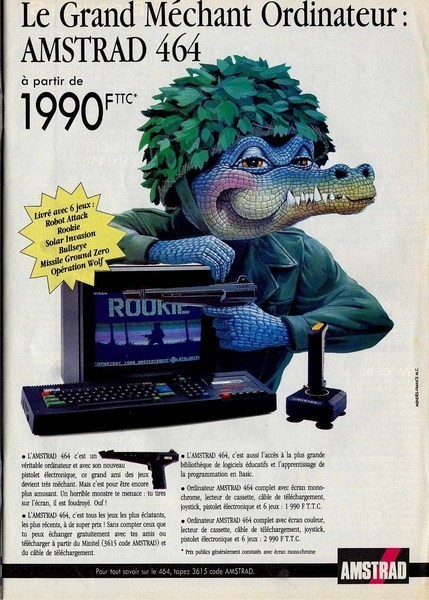 Le Grand Méchant Ordinateur :
AMSTRAD 464
à partir de
1990 F TTC*
Livré avec 6 jeux :
Robot Attack
Rookie
Solar Invasion
Bullseye
Missile Ground Zero
Opération Wolf
ROOKIE
• L'AMSTRAD 464 c'est un
véritable ordinateur et avec son nouveau
pistolet électronique, ce grand ami des jeux
devient très méchant. Mais c'est pour être encore
plus amusant. Un horrible monstre te menace : tu tires
sur l'écran, il est foudroyé. Ouf !
• L'AMSTRAD 464, c'est tous les jeux les plus éclatants,
les plus récents, à de super prix ! Sans compter ceux que
tu peux échanger gratuitement avec tes amis ou
télécharger à partir du Minitel (3615 code AMSTRAD) et
du câble de téléchargement.
• L'AMSTRAD 464, c'est aussi l'accès à la plus grande
bibliothèque de logiciels éducatifs et l'apprentissage de
la programmation en Basic.
• Ordinateur AMSTRAD 464 complet avec écran mono-
chrome, lecteur de cassette, câble de téléchargement,
joystick, pistolet électronique et 6 jeux : 1 990 F T.T.C.
• Ordinateur AMSTRAD 464 complet avec écran couleur,
lecteur de cassette, câble de téléchargement, joystick,
pistolet électronique et 6 jeux : 2 990 F T.T.C.
* Prix publics généralement constatés avec écran monochrome
Pour tout savoir sur le 464, tapez 3615 code AMSTRAD.
AMSTRAD